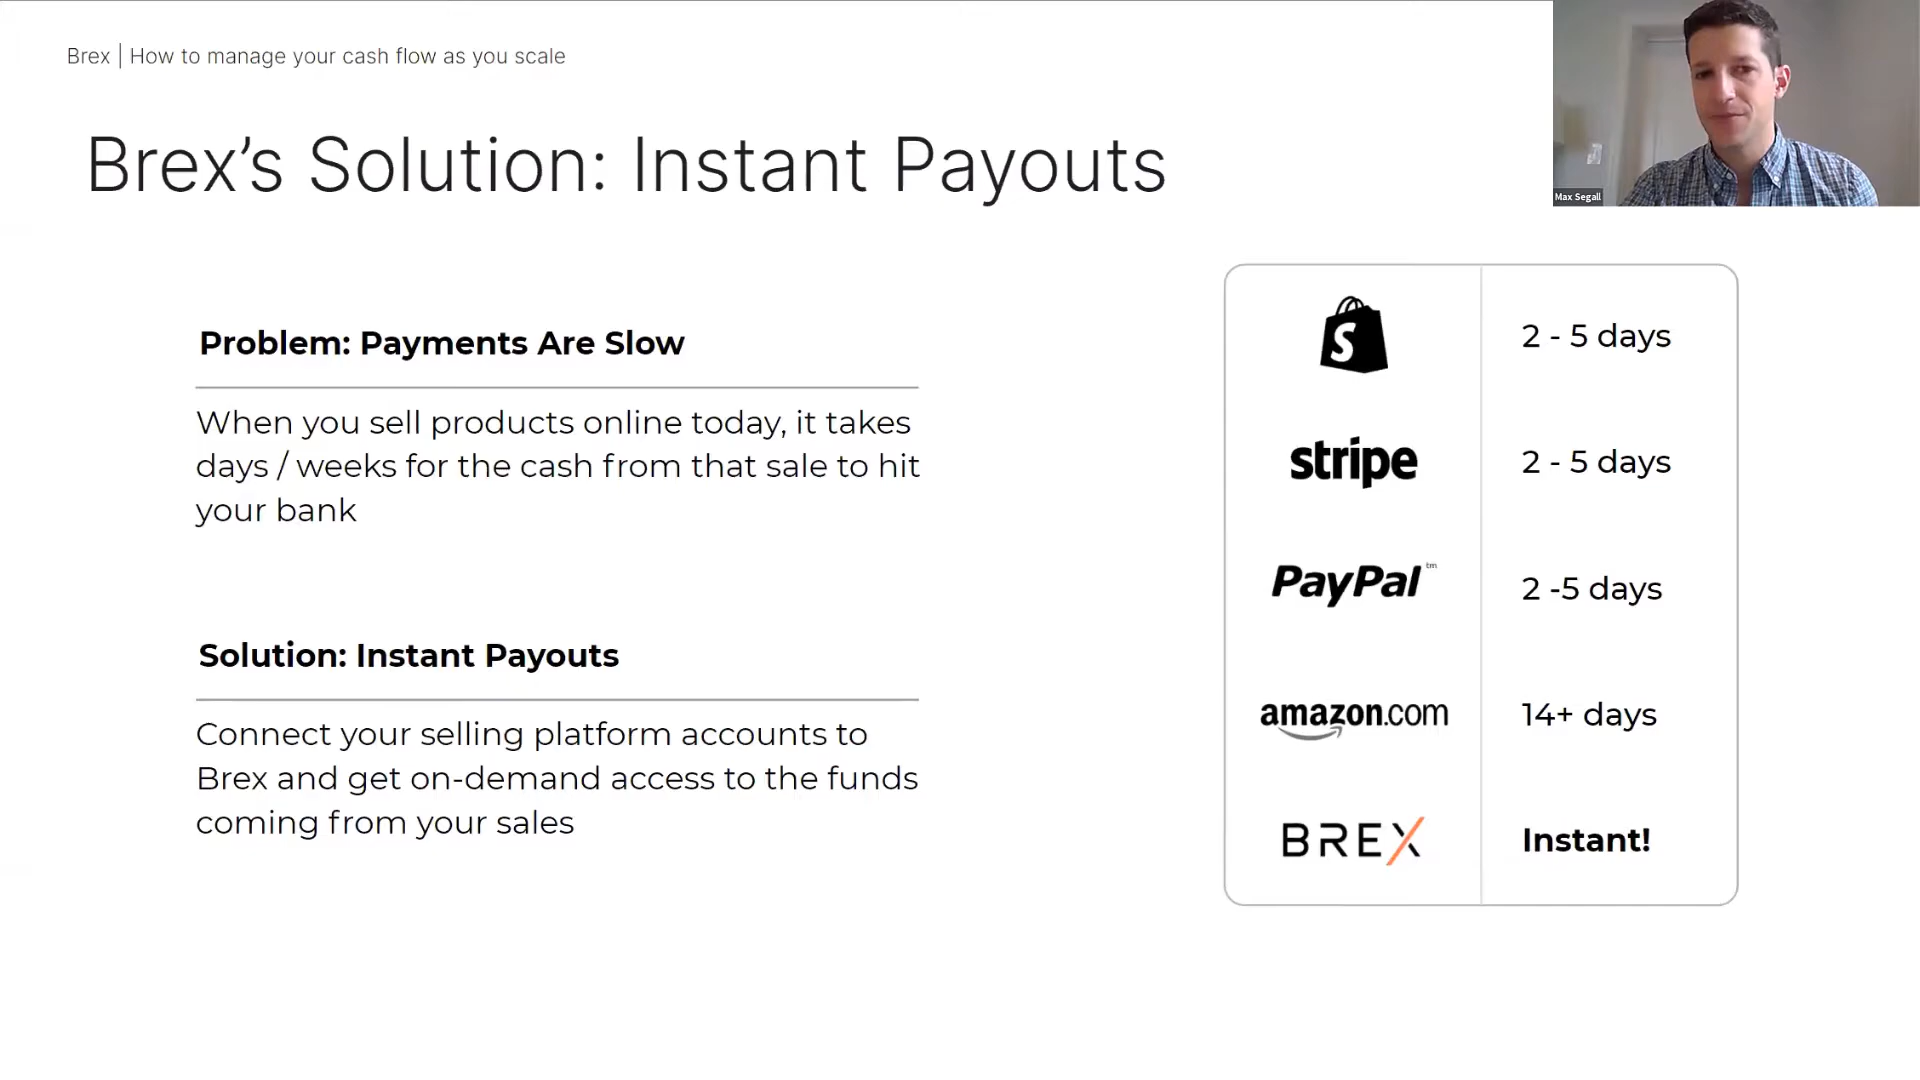 Brex | How to manage your cash flow as you scale
Max Segall
Brex’s Solution: Instant Payouts
Problem: Payments Are Slow
When you sell products online today, it takes
days / weeks for the cash from that sale to hit
your bank
Solution: Instant Payouts
Connect your selling platform accounts to
Brex and get on-demand access to the funds
coming from your sales
S 2 - 5 days
stripe 2 - 5 days
PayPal™ 2 -5 days
amazon.com 14+ days
BREX Instant!